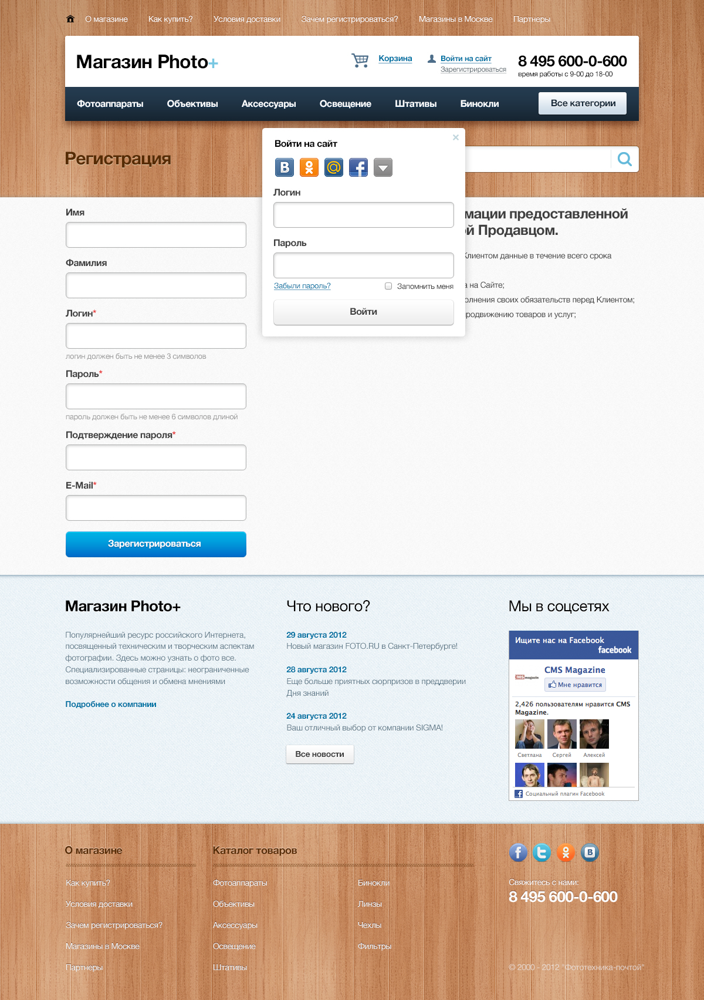 О магазине
Как купить?
Условия доставки
Зачем регистрироваться?
Магазины в Москве
Партнеры
Магазин Photo+
Корзина
Войти на сайт
Зарегистрироваться
8 495 600-0-600
время работы с 9-00 до 18-00
Фотоаппараты
Объективы
Аксессуары
Освещение
Штативы
Бинокли
Все категории
Регистрация
Войти на сайт
Логин
Пароль
Забыли пароль?
Запомнить меня
Войти
мации предоставленной
й Продавцом.
Клиентом данные в течение всего срока
а на Сайте;
олнения своих обязательств перед Клиентом;
продвижению товаров и услуг;
Имя
Фамилия
Логин*
логин должен быть не менее 3 символов
Пароль*
пароль должен быть не менее 6 символов длиной
Подтверждение пароля*
E-Mail*
Зарегистрироваться
Магазин Photo+
Популярнейший ресурс российского Интернета,
посвященный техническим и творческим аспектам
фотографии. Здесь можно узнать о фото все.
Специализированные страницы: неограниченные
возможности общения и обмена мнениями
Подробнее о компании
Что нового?
29 августа 2012
Новый магазин FOTO.RU в Санкт-Петербурге!
28 августа 2012
Еще больше приятных сюрпризов в преддверии
Дня знаний
24 августа 2012
Ваш отличный выбор от компании SIGMA!
Все новости
Мы в соцсетях
Ищите нас на Facebook
facebook
CMS magazin
CMS Magazine
Мне нравится
2,426 пользователям нравится CMS
Magazine.
Светлана
Сергей
Алексей
Социальный плагин Facebook
О магазине
Как купить?
Условия доставки
Зачем регистрироваться?
Магазины в Москве
Партнеры
Каталог товаров
Фотоаппараты
Объективы
Аксессуары
Освещение
Штативы
Бинокли
Линзы
Чехлы
Фильтры
Свяжитесь с нами:
8 495 600-0-600
© 2000 - 2012 "Фототехника-почтой"